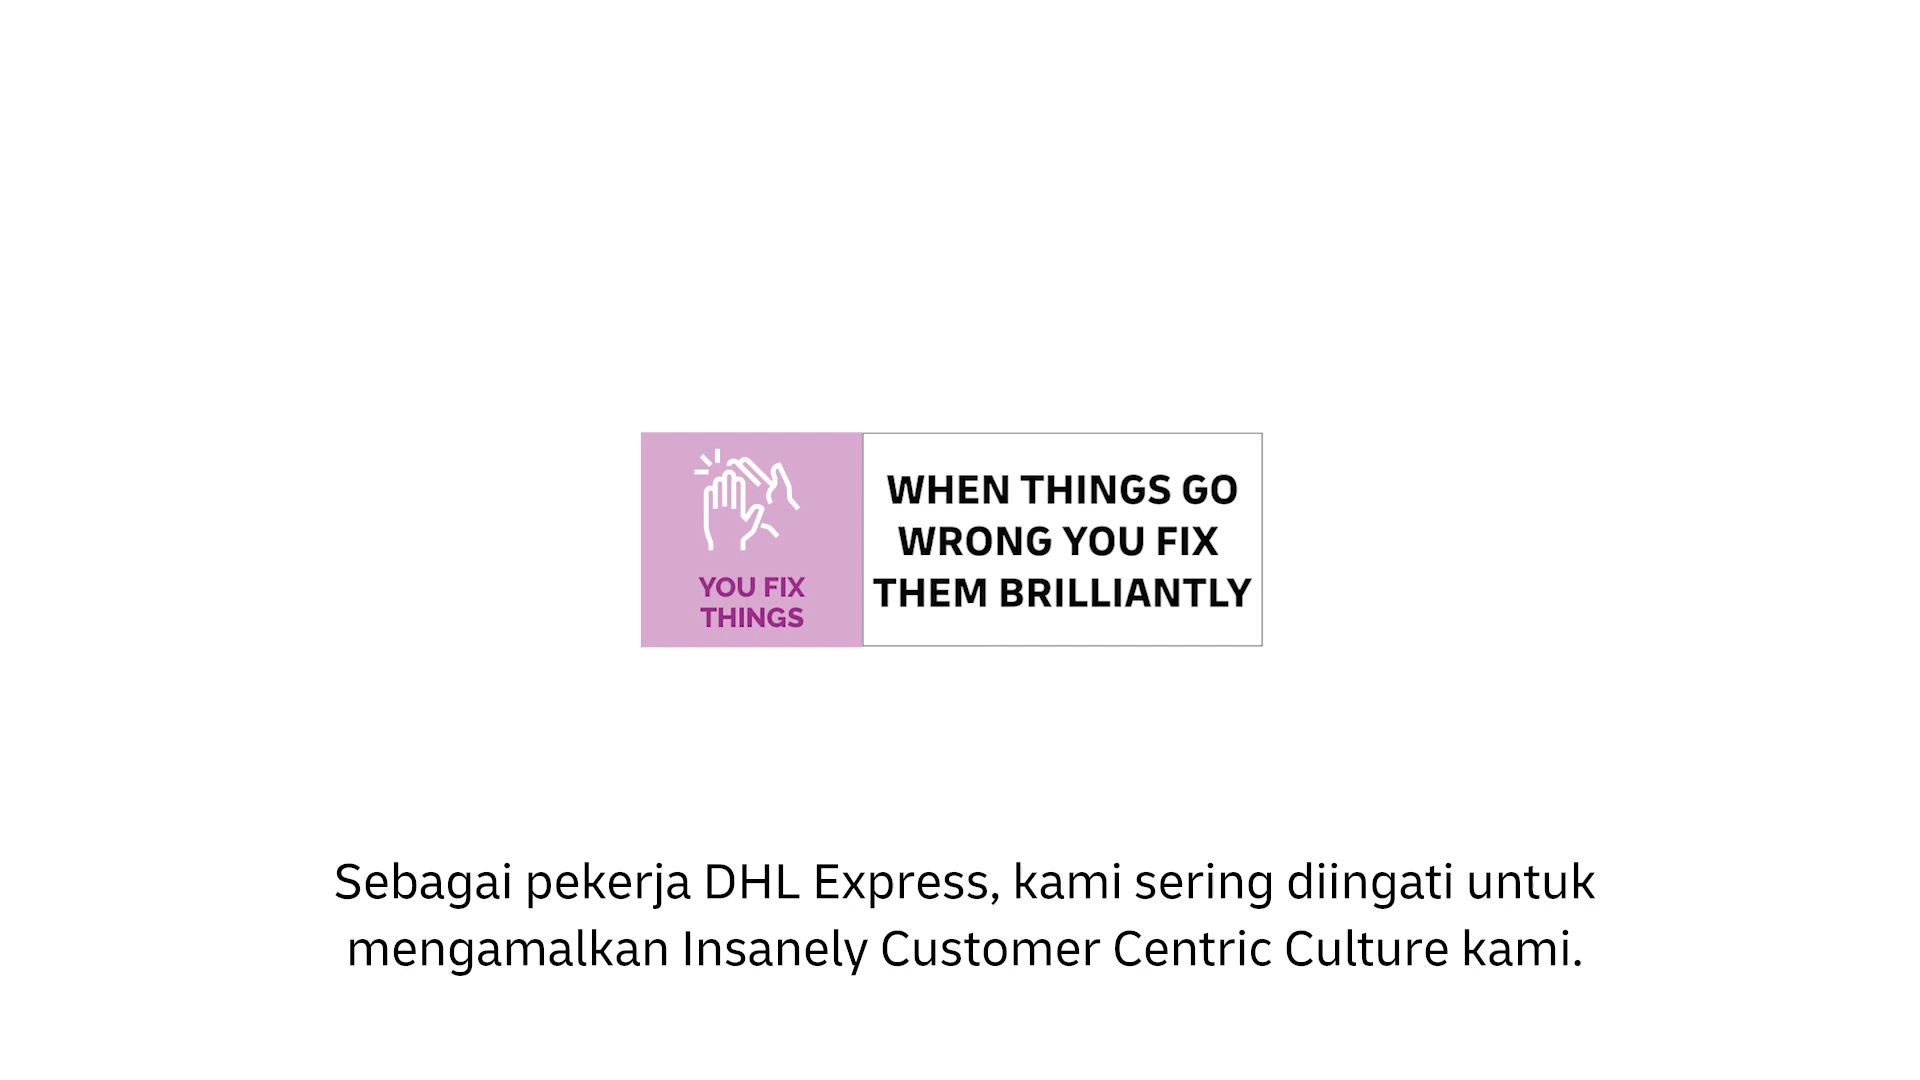 YOU FIX
THINGS
WHEN THINGS GO
WRONG YOU FIX
THEM BRILLIANTLY
Sebagai pekerja DHL Express, kami sering diingati untuk
mengamalkan Insanely Customer Centric Culture kami.